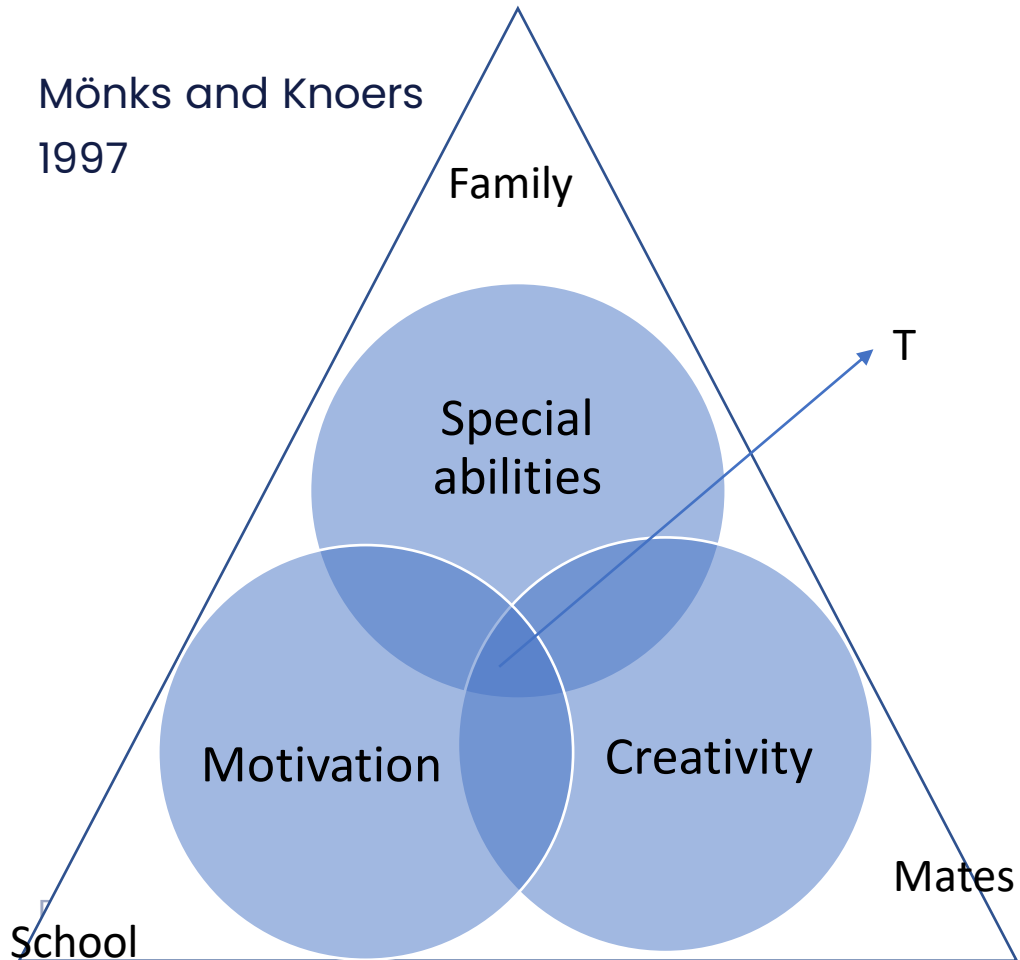 Mönks and Knoers
1997
Family
T
Special
abilities
Motivation
Creativity
Mates
School